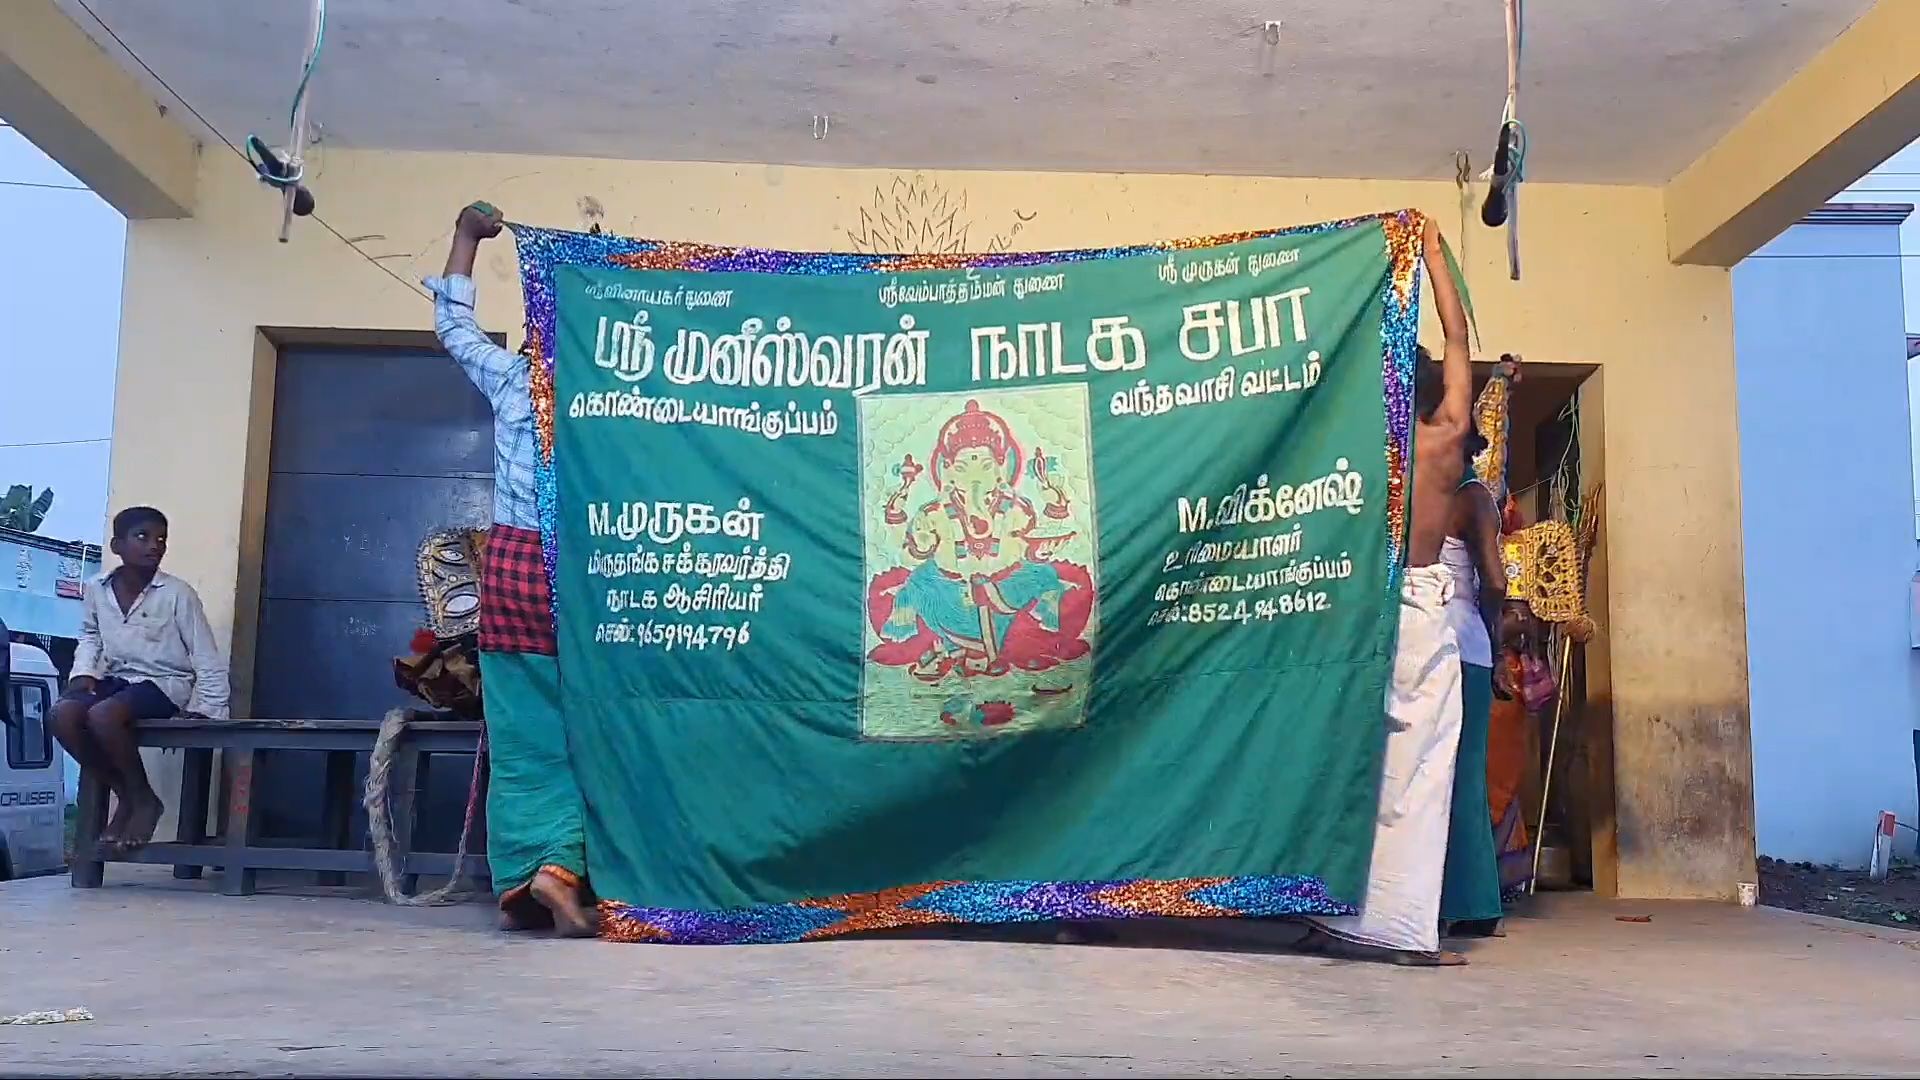 ஸ்ரீவிநாயகர் துணை
ஸ்ரீவேம்பாத்தம்மன் துணை
ஸ்ரீ முருகன் துணை
ஸ்ரீ முனீஸ்வரன் நாடக சபா
கொண்டையாங்குப்பம்
வந்தவாசி வட்டம்
M.முருகன்
மிருதங்க சக்கரவர்த்தி
நாடக ஆசிரியர்
செல்:9659194796
M.விக்னேஷ்
உரிமையாளர்
கொண்டையாங்குப்பம்
செல்:8524948612
CRUISER